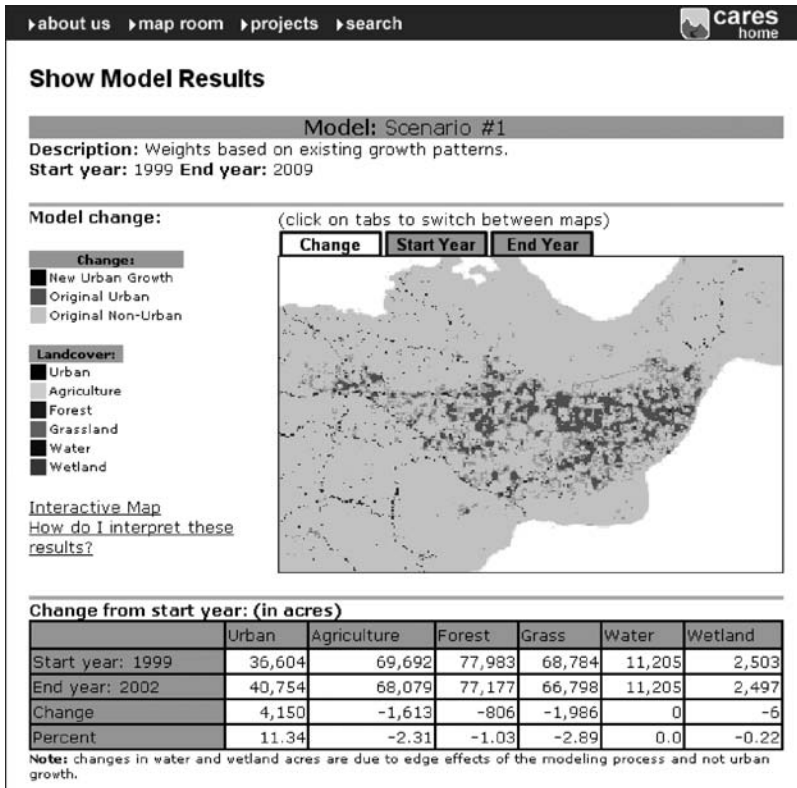 about us map room projects search
cares
home
Show Model Results
Model: Scenario #1
Description: Weights based on existing growth patterns.
Start year: 1999 End year: 2009
Model change:
(click on tabs to switch between maps)
Change Start Year End Year
Change:
New Urban Growth
Original Urban
Original Non-Urban
Landcover:
Urban
Agriculture
Forest
Grassland
Water
Wetland
Interactive Map
How do I interpret these
results?
Change from start year: (in acres)
Urban Agriculture Forest Grass Water Wetland
Start year: 1999 36,604 69,692 77,983 68,784 11,205 2,503
End year: 2002 40,754 68,079 77,177 66,798 11,205 2,497
Change 4,150 -1,613 -806 -1,986 0 -6
Percent 11.34 -2.31 -1.03 -2.89 0.0 -0.22
Note: changes in water and wetland acres are due to edge effects of the modeling process and not urban
growth.